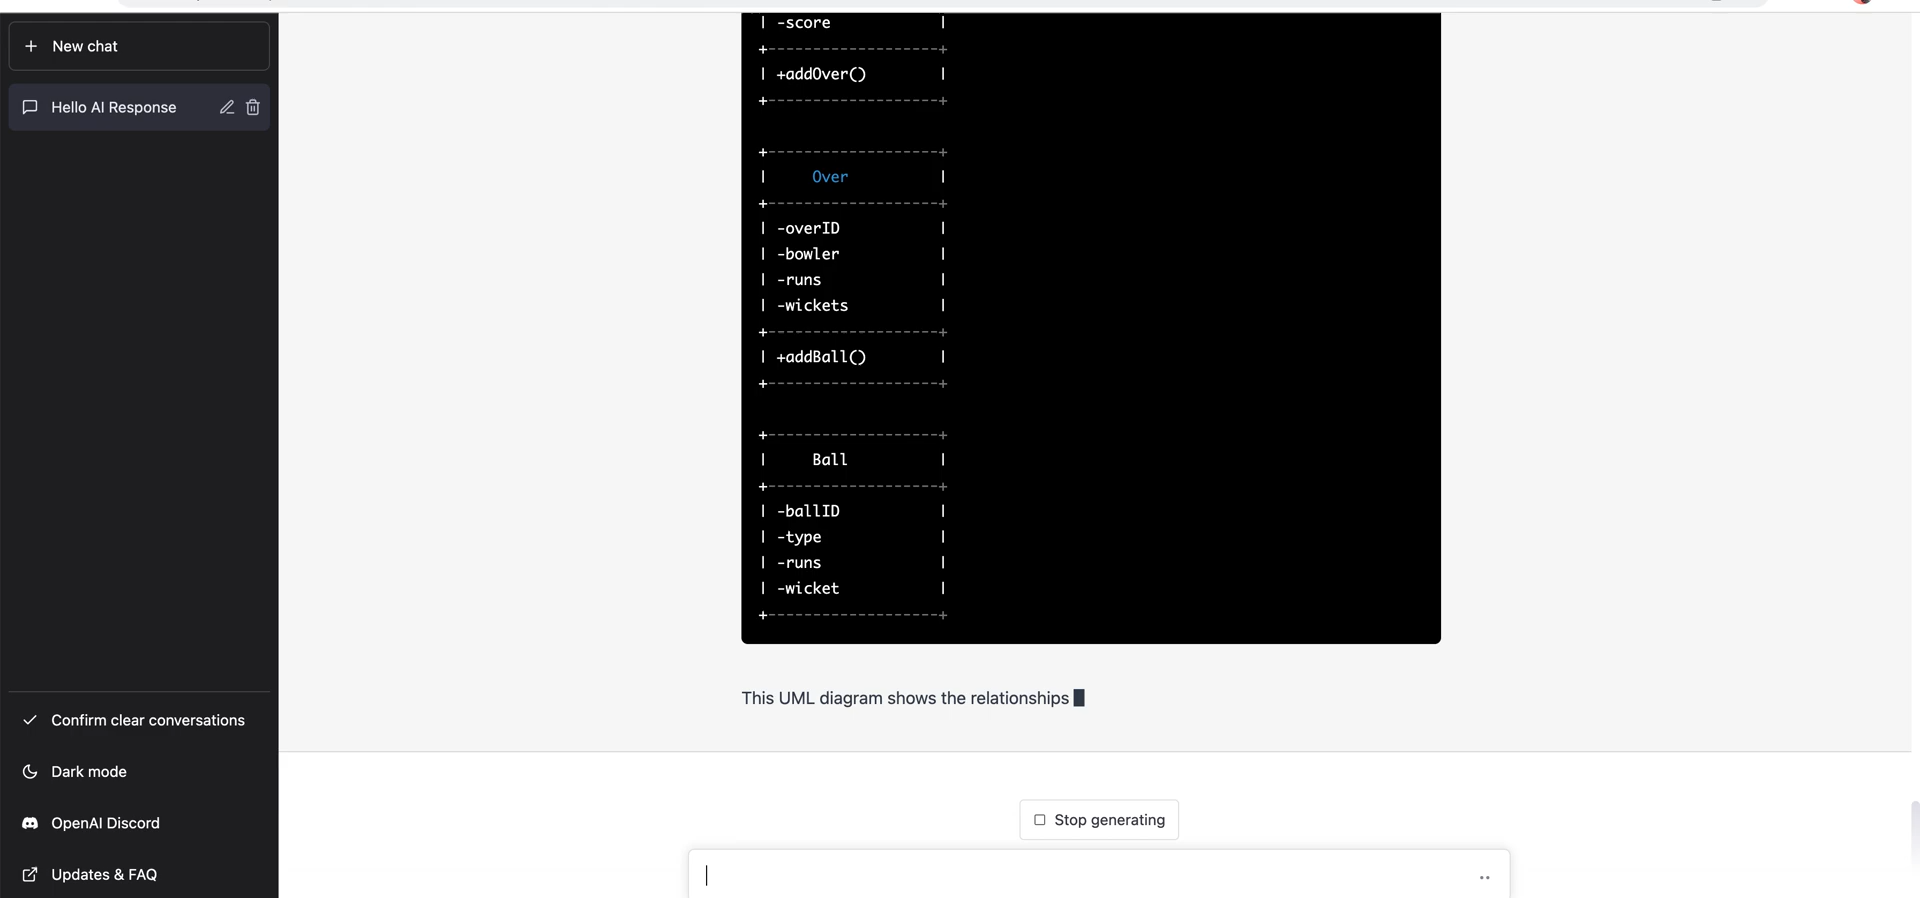 New chat
Hello AI Response
Confirm clear conversations
Dark mode
OpenAI Discord
Updates & FAQ
| -score             |
+-------------------+
| +addOver()         |
+-------------------+
+-------------------+
|     Over           |
+-------------------+
| -overID            |
| -bowler            |
| -runs              |
| -wickets           |
+-------------------+
| +addBall()         |
+-------------------+
+-------------------+
|     Ball           |
+-------------------+
| -ballID            |
| -type              |
| -runs              |
| -wicket            |
+-------------------+
This UML diagram shows the relationships
Stop generating